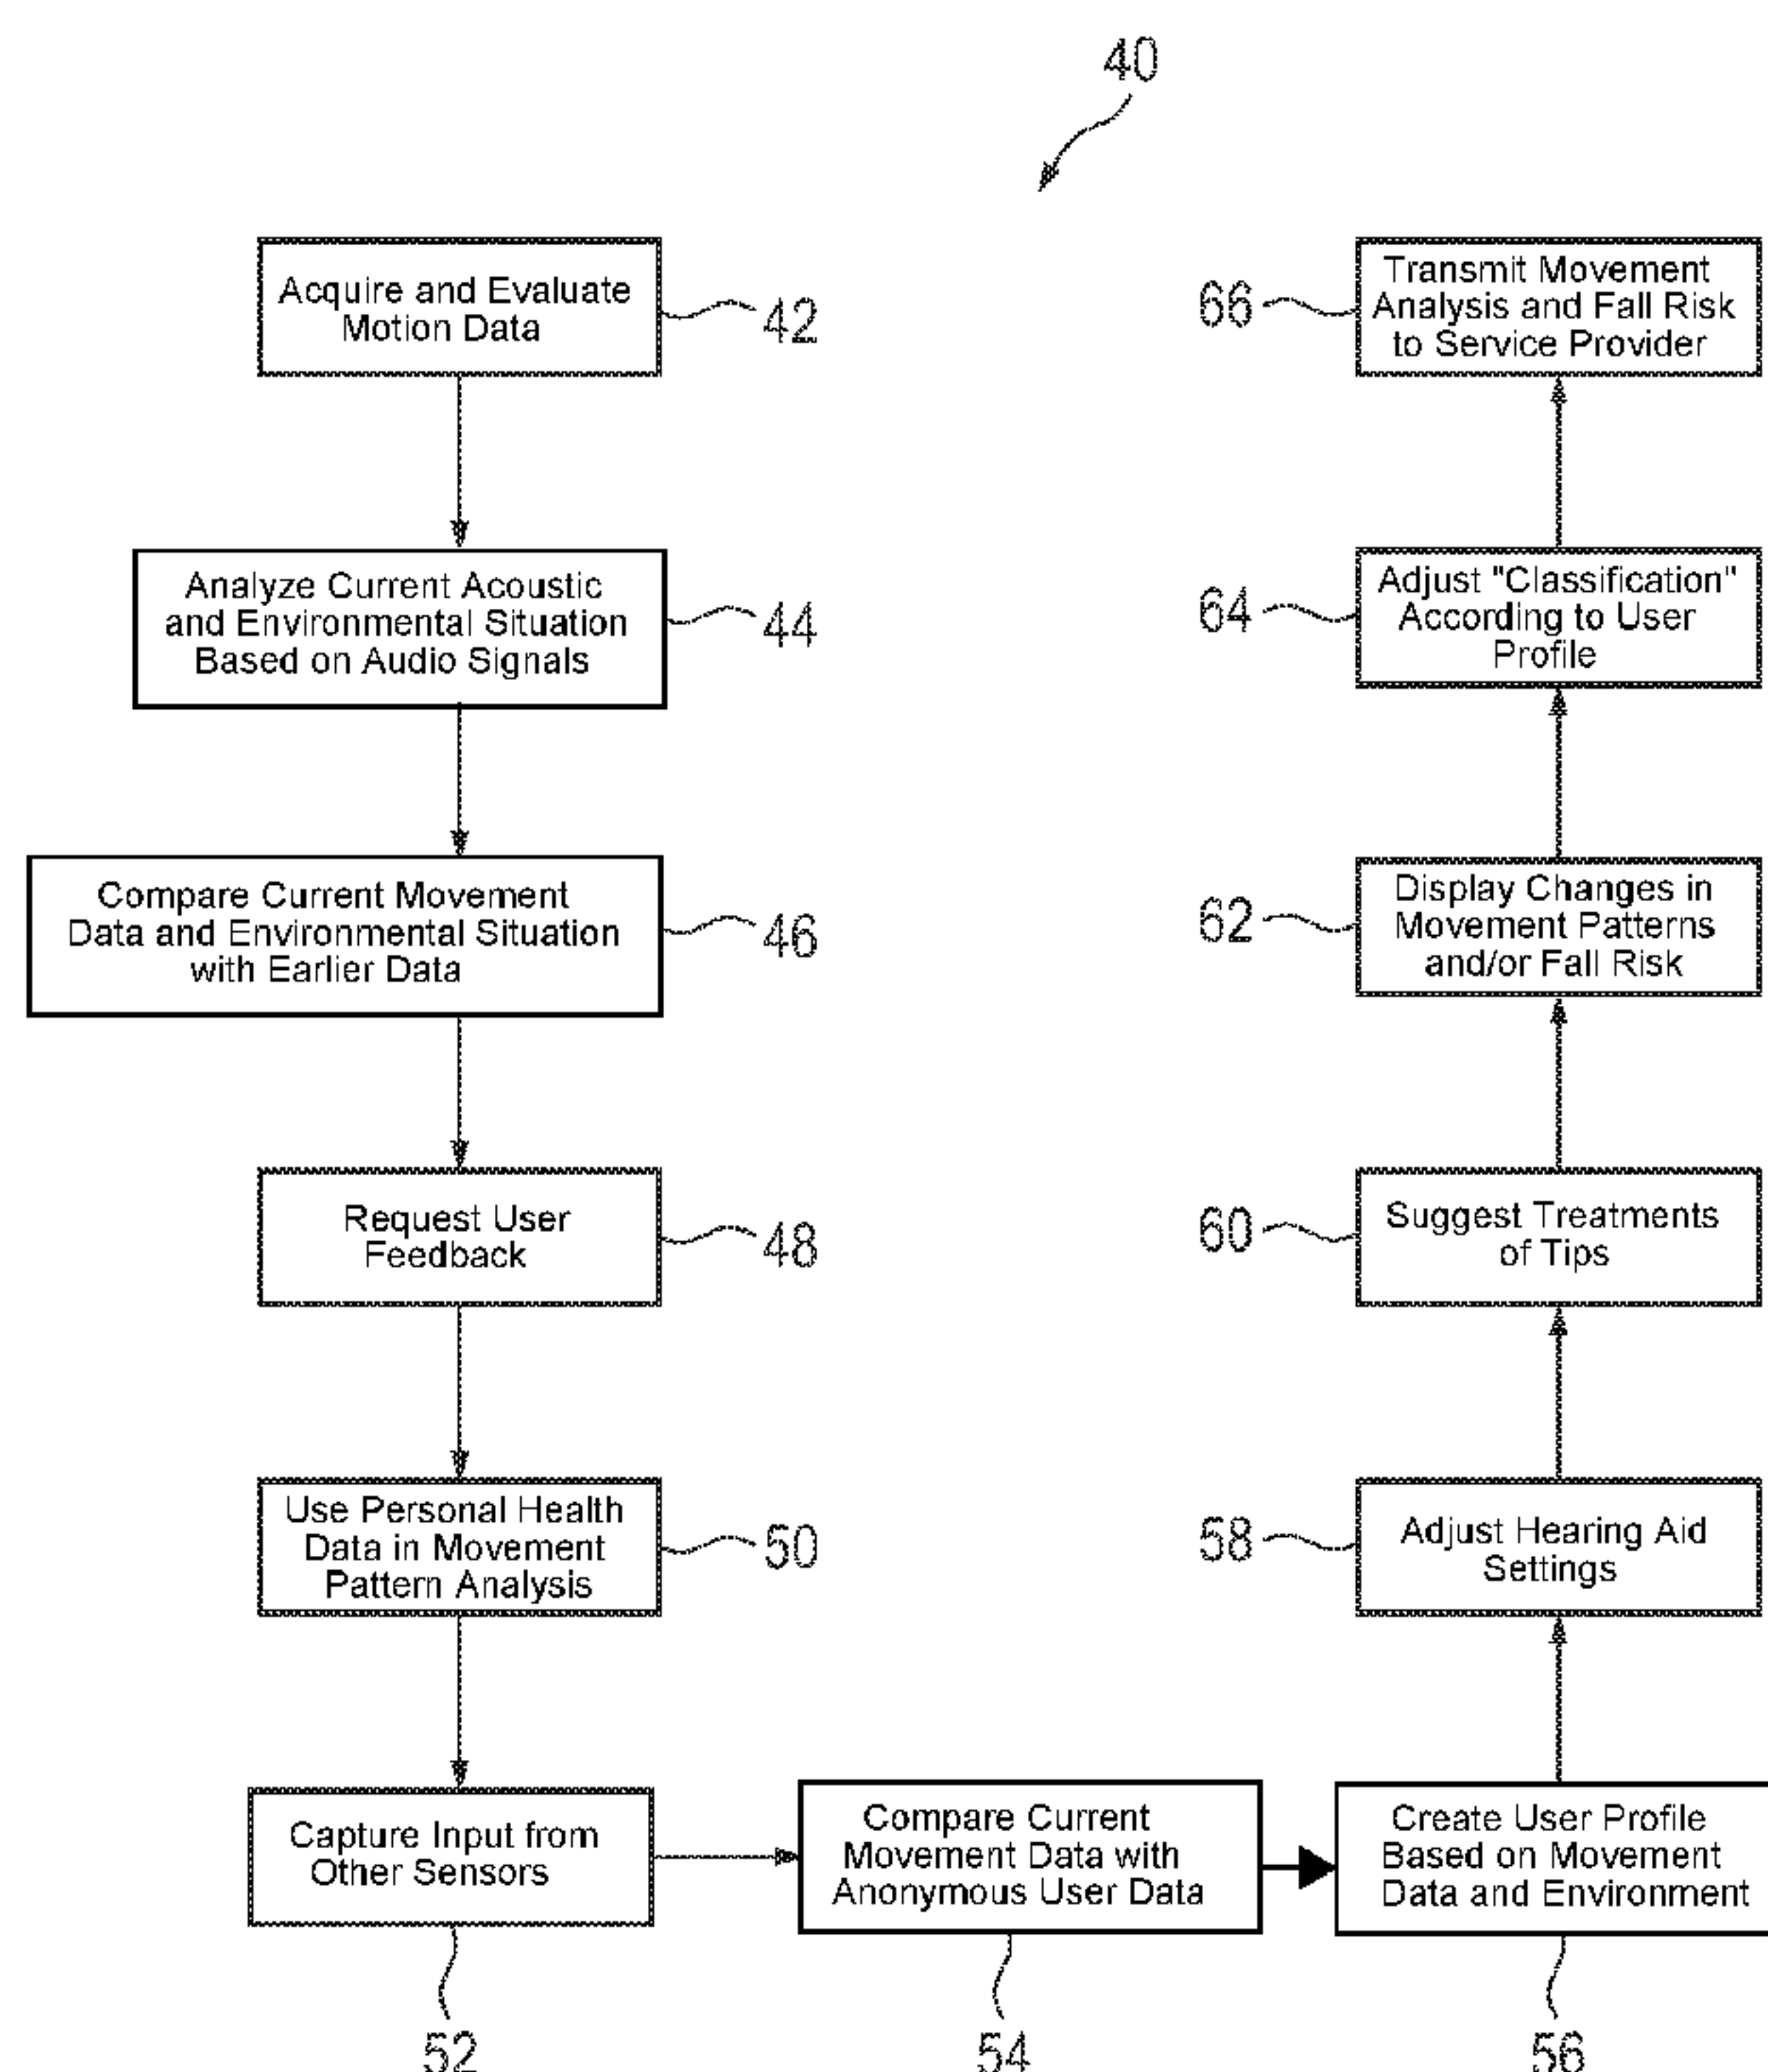 40
Acquire and Evaluate
Motion Data
42
Analyze Current Acoustic
and Environmental Situation
Based on Audio Signals
44
Compare Current Movement
Data and Environmental Situation
with Earlier Data
46
Request User
Feedback
48
Use Personal Health
Data in Movement
Pattern Analysis
50
Capture Input from
Other Sensors
52
Compare Current
Movement Data with
Anonymous User Data
54
Create User Profile
Based on Movement
Data and Environment
56
Adjust Hearing Aid
Settings
58
Suggest Treatments
of Tips
60
Display Changes in
Movement Patterns
and/or Fall Risk
62
Adjust "Classification"
According to User
Profile
64
Transmit Movement
Analysis and Fall Risk
to Service Provider
66